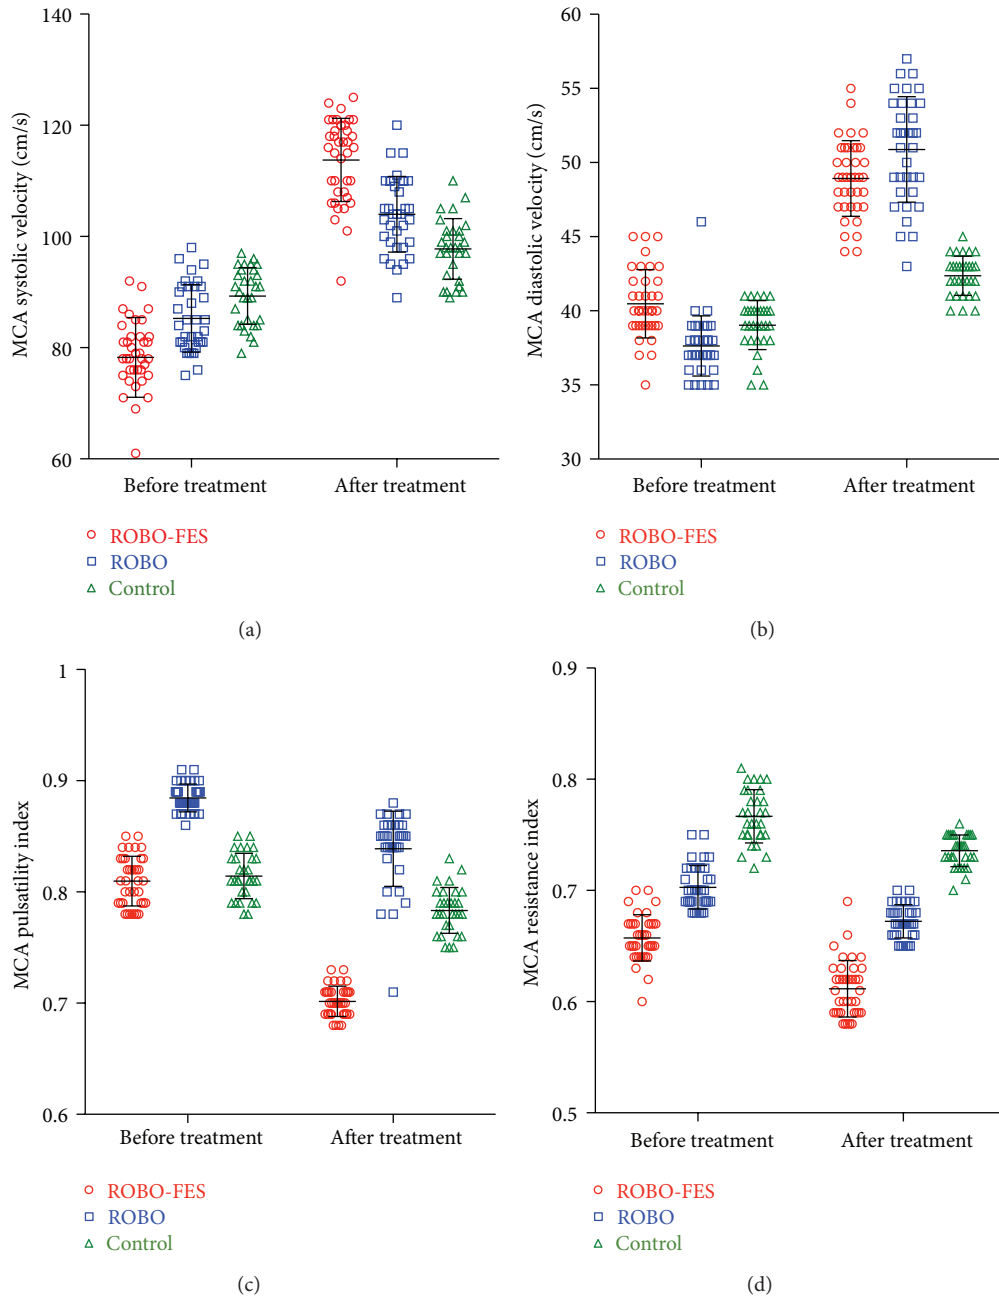 140
120
100
80
60
MCA systolic velocity (cm/s)
Before treatment
After treatment
ROBO-FES
ROBO
Control
(a)
60
55
50
45
40
35
30
MCA diastolic velocity (cm/s)
Before treatment
After treatment
ROBO-FES
ROBO
Control
(b)
1
0.9
0.8
0.7
0.6
MCA pulsatility index
Before treatment
After treatment
ROBO-FES
ROBO
Control
(c)
0.9
0.8
0.7
0.6
0.5
MCA resistance index
Before treatment
After treatment
ROBO-FES
ROBO
Control
(d)